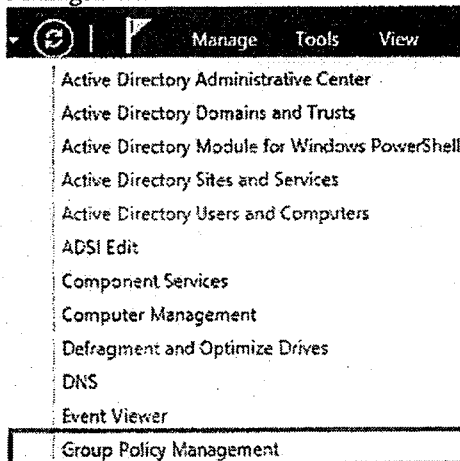 Manage Tools View
Active Directory Administrative Center
Active Directory Domains and Trusts
Active Directory Module for Windows PowerShell
Active Directory Sites and Services
Active Directory Users and Computers
ADSI Edit
Component Services
Computer Management
Defragment and Optimize Drives
DNS
Event Viewer
Group Policy Management